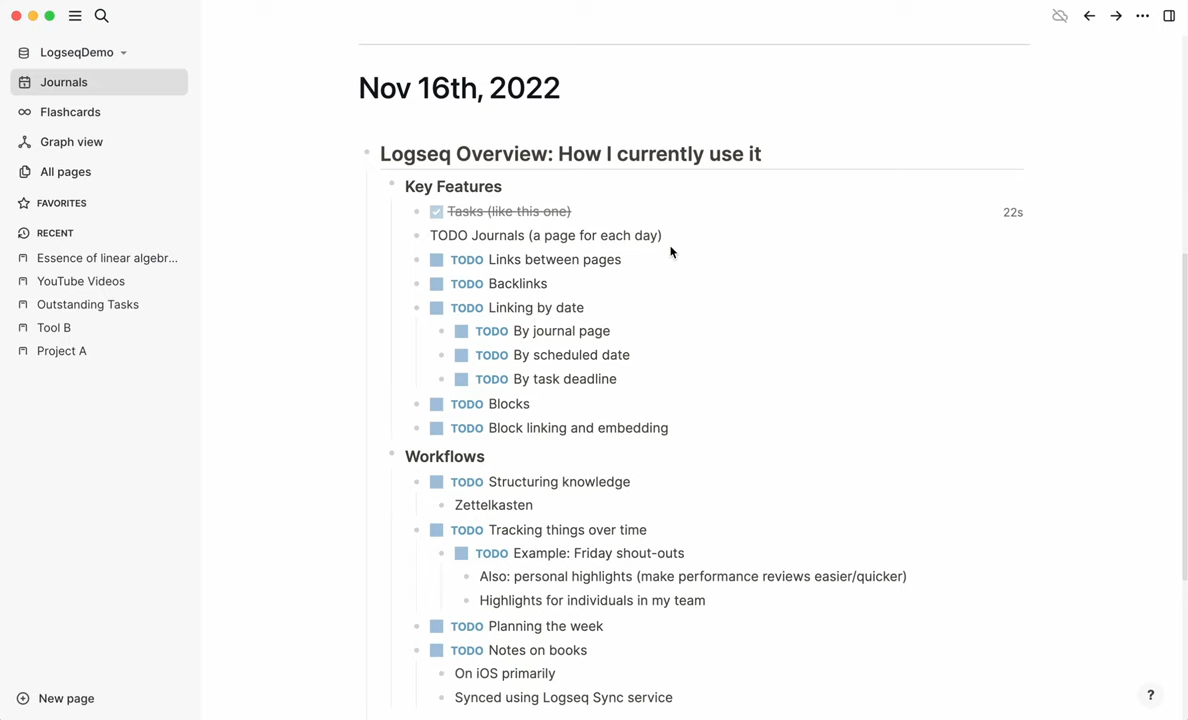 LogseqDemo
Journals
Flashcards
Graph view
All pages
FAVORITES
RECENT
Essence of linear algebr...
YouTube Videos
Outstanding Tasks
Tool B
Project A
New page
Nov 16th, 2022
Logseq Overview: How I currently use it
Key Features
Tasks (like this one) 22s
TODO Journals (a page for each day)
TODO Links between pages
TODO Backlinks
TODO Linking by date
TODO By journal page
TODO By scheduled date
TODO By task deadline
TODO Blocks
TODO Block linking and embedding
Workflows
TODO Structuring knowledge
Zettelkasten
TODO Tracking things over time
TODO Example: Friday shout-outs
Also: personal highlights (make performance reviews easier/quicker)
Highlights for individuals in my team
TODO Planning the week
TODO Notes on books
On iOS primarily
Synced using Logseq Sync service
?